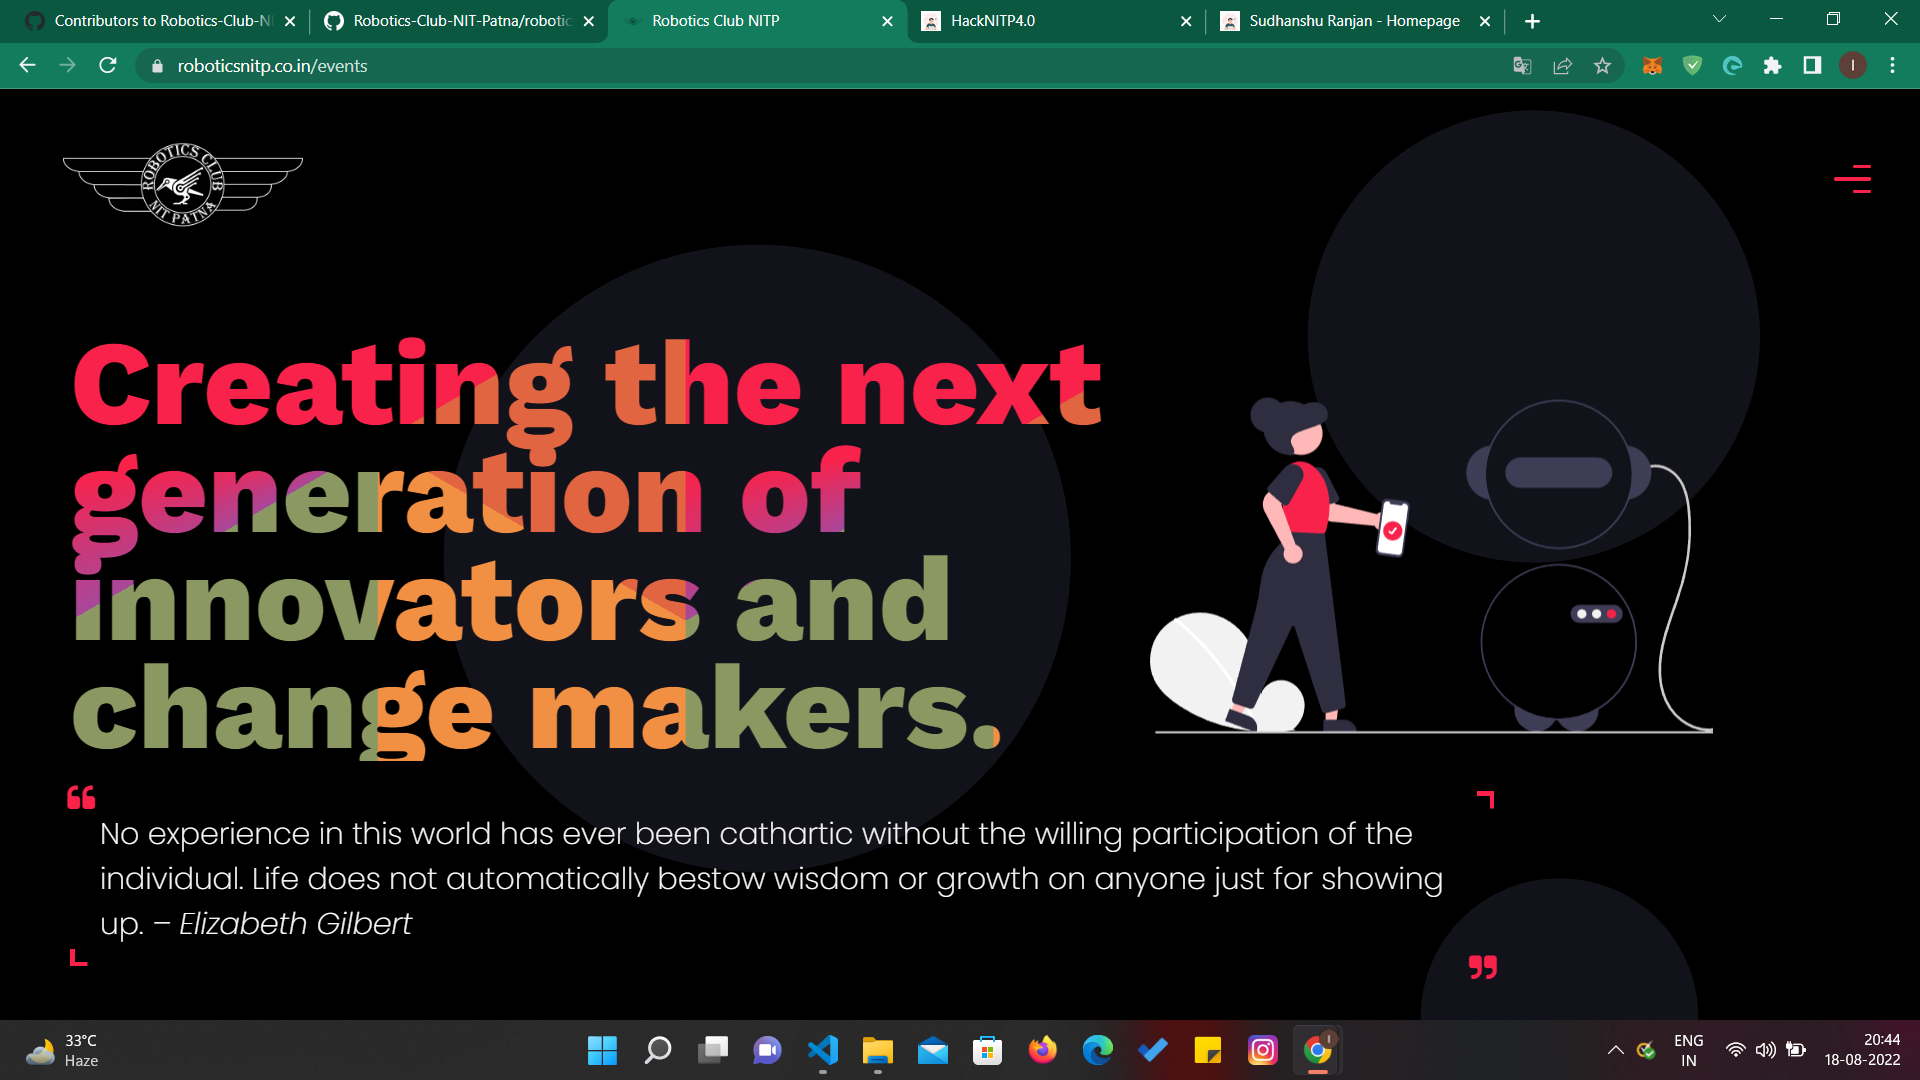 Contributors to Robotics-Club-NI
Robotics-Club-NIT-Patna/robotic
Robotics Club NITP
HackNITP4.0
Sudhanshu Ranjan - Homepage
roboticsnitp.co.in/events
I
ROBOTICS CLUB
NIT PATNA
Creating the next
generation of
innovators and
change makers.
No experience in this world has ever been cathartic without the willing participation of the
individual. Life does not automatically bestow wisdom or growth on anyone just for showing
up. – Elizabeth Gilbert
33°C
Haze
ENG
IN
20:44
18-08-2022